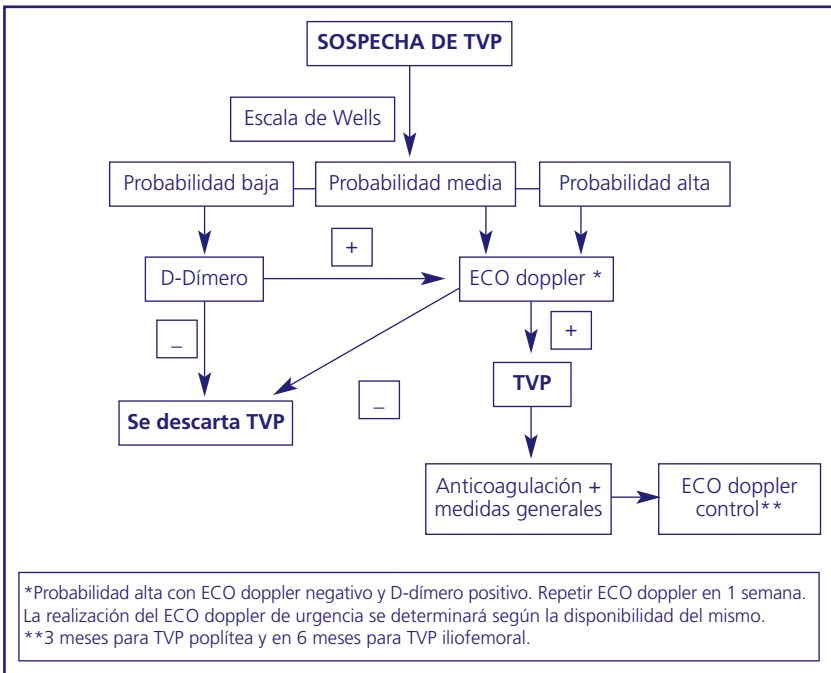 SOSPECHA DE TVP
Escala de Wells
Probabilidad baja
Probabilidad media
Probabilidad alta
+
D-Dímero
ECO doppler *
_
+
Se descarta TVP
_
TVP
Anticoagulación +
medidas generales
ECO doppler
control**
*Probabilidad alta con ECO doppler negativo y D-dímero positivo. Repetir ECO doppler en 1 semana.
La realización del ECO doppler de urgencia se determinará según la disponibilidad del mismo.
**3 meses para TVP poplítea y en 6 meses para TVP iliofemoral.